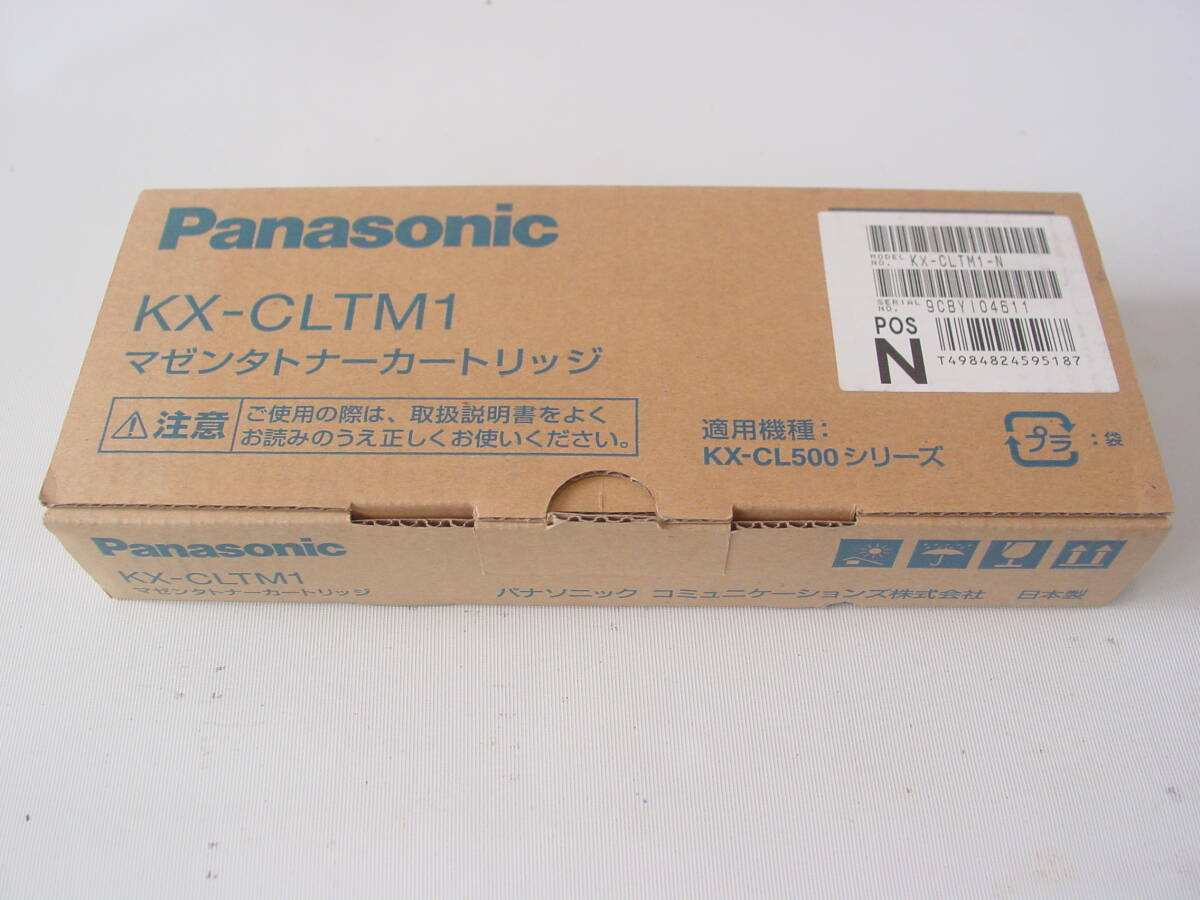 Panasonic
KX-CLTM1
マゼンタトナーカートリッジ
注意
ご使用の際は、取扱説明書をよく
お読みのうえ正しくお使いください。
MODEL NO. KX-CLTM1-N
SERIAL NO. 9CBYI04611
POS
N
T4984824595187
適用機種:
KX-CL500シリーズ
プラ
:袋
Panasonic
KX-CLTM1
マゼンタトナーカートリッジ
パナソニック コミュニケーションズ株式会社 日本製